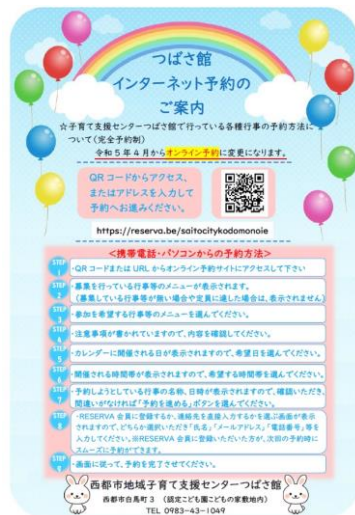 つばさ館
インターネット予約の
ご案内
☆子育て支援センターつばさ館で行っている各種行事の予約方法に
ついて(完全予約制)
令和5年4月からオンライン予約に変更になります。
QRコードからアクセス、
またはアドレスを入力して
予約へお進みください。
https://reserva.be/saitocitykodomonoie
<携帯電話・パソコンからの予約方法>
STEP 1 ・QRコードまたはURLからオンライン予約サイトにアクセスして下さい
STEP 2 ・募集を行っている行事等のメニューが表示されます。
(募集している行事等が無い場合や定員に達した場合は、表示されません)
STEP 3 ・参加を希望する行事等のメニューを選んでください。
STEP 4 ・注意事項が書かれていますので、内容を確認してください。
STEP 5 ・カレンダーに開催される日が表示されますので、希望日を選んでください。
STEP 6 ・開催される時間帯が表示されますので、希望する時間帯を選んでください。
STEP 7 ・予約しようとしている行事の名称、日時が表示されますので、確認いただき、
間違いがなければ「予約を進める」ボタンを選んでください。
STEP 8 ・RESERVA会員に登録するか、連絡先を直接入力するかを選ぶ画面が表示
されますので、どちらか選択いただき「氏名」「メールアドレス」「電話番号」等を
入力してください。※RESERVA会員に登録いただいた方が、次回の予約時に
スムーズに予約ができます。
STEP 9 ・画面に従って、予約を完了させてください。
西都市地域子育て支援センターつばさ館
西都市白馬町3 (認定こども園こどもの家敷地内)
TEL 0983-43-1049